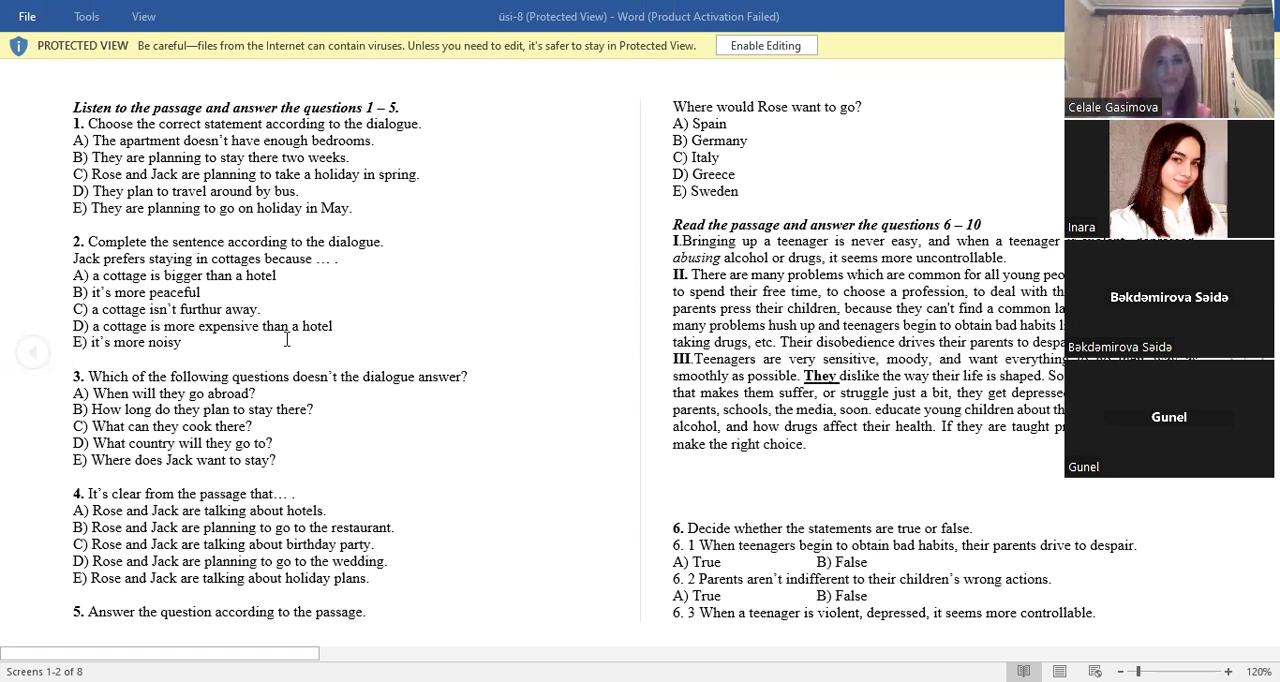 File Tools View üsi-8 (Protected View) - Word (Product Activation Failed)
PROTECTED VIEW Be careful—files from the Internet can contain viruses. Unless you need to edit, it's safer to stay in Protected View. Enable Editing
Listen to the passage and answer the questions 1 – 5.
1. Choose the correct statement according to the dialogue.
A) The apartment doesn't have enough bedrooms.
B) They are planning to stay there two weeks.
C) Rose and Jack are planning to take a holiday in spring.
D) They plan to travel around by bus.
E) They are planning to go on holiday in May.
2. Complete the sentence according to the dialogue.
Jack prefers staying in cottages because … .
A) a cottage is bigger than a hotel
B) it's more peaceful
C) a cottage isn't furthur away.
D) a cottage is more expensive than a hotel
E) it's more noisy
3. Which of the following questions doesn't the dialogue answer?
A) When will they go abroad?
B) How long do they plan to stay there?
C) What can they cook there?
D) What country will they go to?
E) Where does Jack want to stay?
4. It's clear from the passage that… .
A) Rose and Jack are talking about hotels.
B) Rose and Jack are planning to go to the restaurant.
C) Rose and Jack are talking about birthday party.
D) Rose and Jack are planning to go to the wedding.
E) Rose and Jack are talking about holiday plans.
5. Answer the question according to the passage.
Where would Rose want to go?
A) Spain
B) Germany
C) Italy
D) Greece
E) Sweden
Read the passage and answer the questions 6 – 10
I.Bringing up a teenager is never easy, and when a teenager
abusing alcohol or drugs, it seems more uncontrollable.
II. There are many problems which are common for all young
to spend their free time, to choose a profession, to deal with
parents press their children, because they can't find a common
many problems hush up and teenagers begin to obtain bad habits
taking drugs, etc. Their disobedience drives their parents to
III.Teenagers are very sensitive, moody, and want everything
smoothly as possible. They dislike the way their life is shaped. So
that makes them suffer, or struggle just a bit, they get depressed
parents, schools, the media, soon. educate young children about
alcohol, and how drugs affect their health. If they are taught
make the right choice.
6. Decide whether the statements are true or false.
6. 1 When teenagers begin to obtain bad habits, their parents drive to despair.
A) True B) False
6. 2 Parents aren't indifferent to their children's wrong actions.
A) True B) False
6. 3 When a teenager is violent, depressed, it seems more controllable.
Celale Gasimova
Inara
Bəkdəmirova Səidə
Bəkdəmirova Səidə
Gunel
Gunel
Screens 1-2 of 8
120%